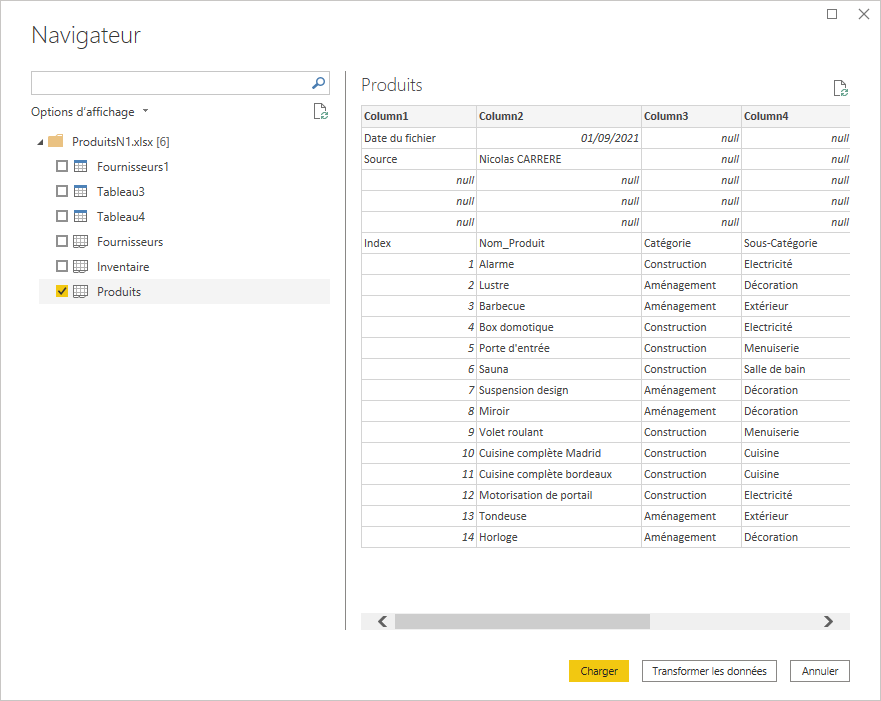 Navigateur
Options d'affichage
ProduitsN1.xlsx [6]
Fournisseurs1
Tableau3
Tableau4
Fournisseurs
Inventaire
Produits
Produits
Column1 Column2 Column3 Column4
Date du fichier 01/09/2021 null null
Source Nicolas CARRERE null null
null null null null
null null null null
null null null null
Index Nom_Produit Catégorie Sous-Catégorie
1 Alarme Construction Electricité
2 Lustre Aménagement Décoration
3 Barbecue Aménagement Extérieur
4 Box domotique Construction Electricité
5 Porte d'entrée Construction Menuiserie
6 Sauna Construction Salle de bain
7 Suspension design Aménagement Décoration
8 Miroir Aménagement Décoration
9 Volet roulant Construction Menuiserie
10 Cuisine complète Madrid Construction Cuisine
11 Cuisine complète bordeaux Construction Cuisine
12 Motorisation de portail Construction Electricité
13 Tondeuse Aménagement Extérieur
14 Horloge Aménagement Décoration
Charger Transformer les données Annuler